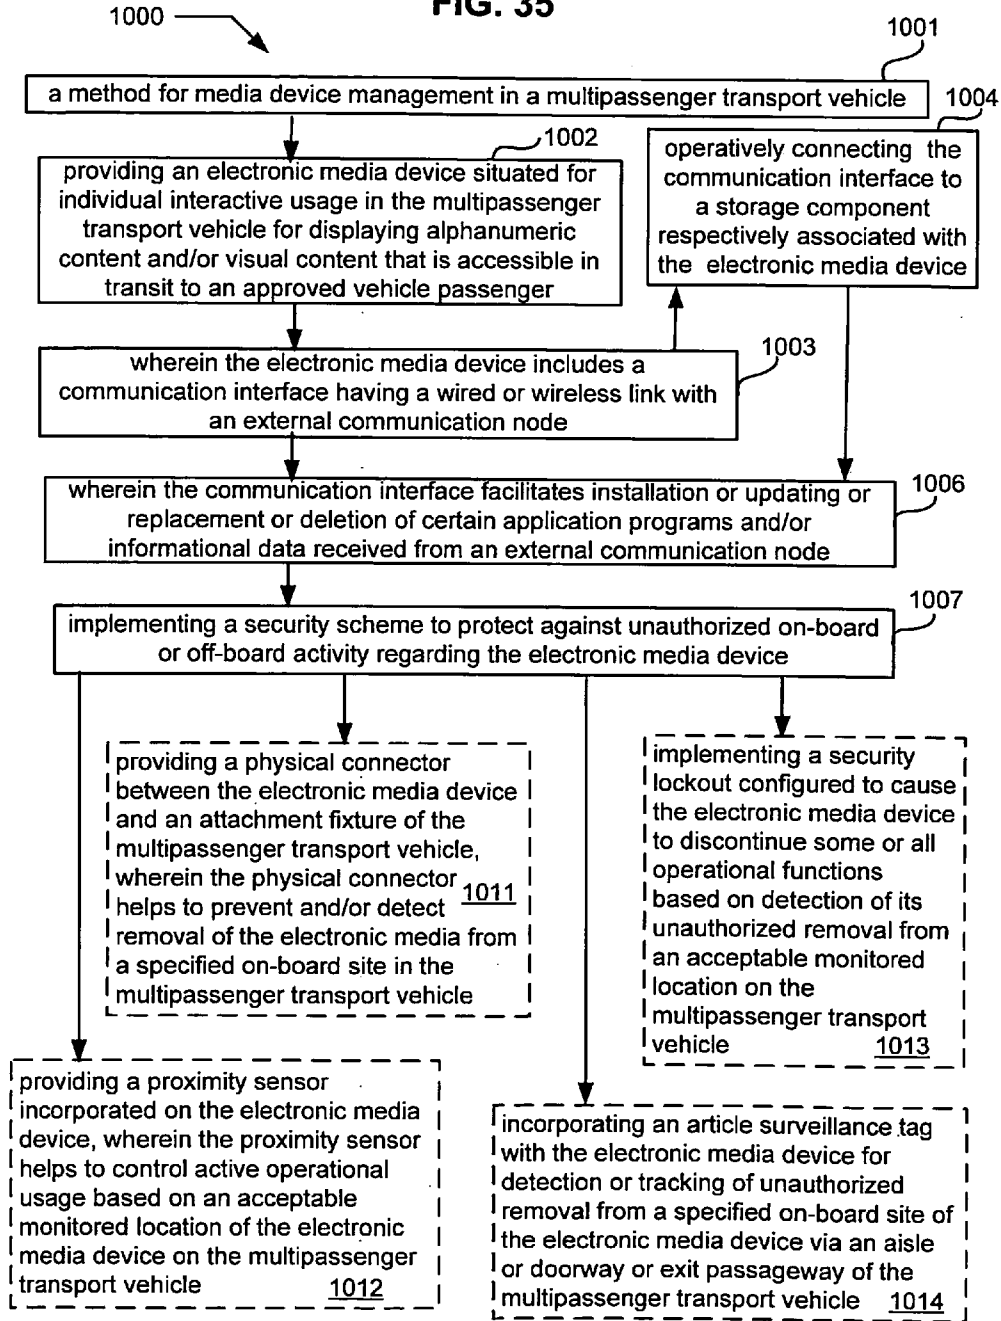 FIG. 35
1000
1001
a method for media device management in a multipassenger transport vehicle
1002
providing an electronic media device situated for
individual interactive usage in the multipassenger
transport vehicle for displaying alphanumeric
content and/or visual content that is accessible in
transit to an approved vehicle passenger
1004
operatively connecting the
communication interface to
a storage component
respectively associated with
the electronic media device
1003
wherein the electronic media device includes a
communication interface having a wired or wireless link with
an external communication node
1006
wherein the communication interface facilitates installation or updating or
replacement or deletion of certain application programs and/or
informational data received from an external communication node
1007
implementing a security scheme to protect against unauthorized on-board
or off-board activity regarding the electronic media device
providing a physical connector
between the electronic media device
and an attachment fixture of the
multipassenger transport vehicle,
wherein the physical connector
helps to prevent and/or detect
removal of the electronic media from
a specified on-board site in the
multipassenger transport vehicle
1011
implementing a security
lockout configured to cause
the electronic media device
to discontinue some or all
operational functions
based on detection of its
unauthorized removal from
an acceptable monitored
location on the
multipassenger transport
vehicle 1013
providing a proximity sensor
incorporated on the electronic media
device, wherein the proximity sensor
helps to control active operational
usage based on an acceptable
monitored location of the electronic
media device on the multipassenger
transport vehicle 1012
incorporating an article surveillance tag
with the electronic media device for
detection or tracking of unauthorized
removal from a specified on-board site of
the electronic media device via an aisle
or doorway or exit passageway of the
multipassenger transport vehicle 1014